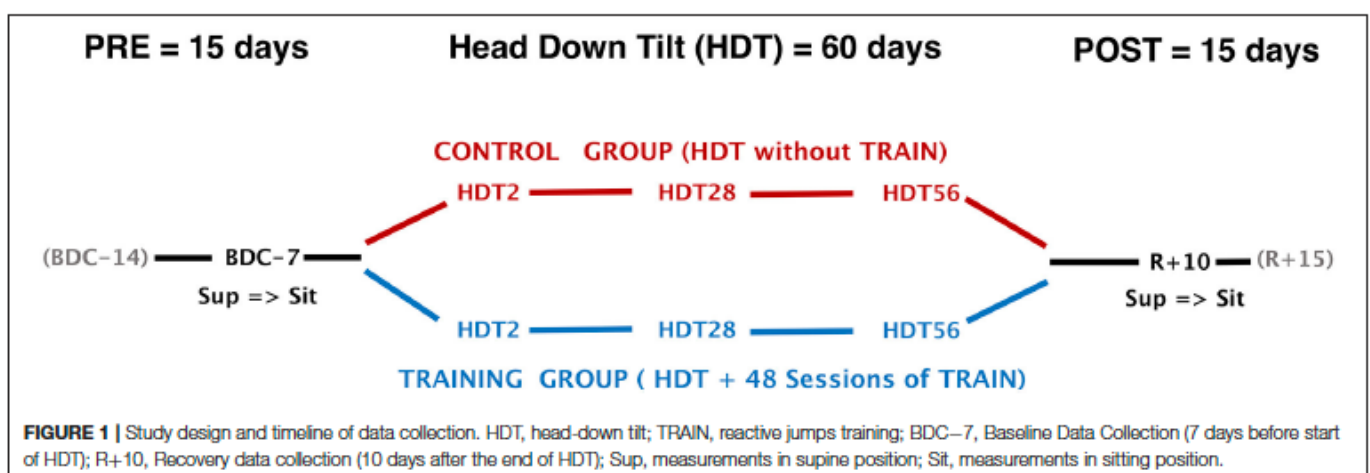 PRE = 15 days Head Down Tilt (HDT) = 60 days POST = 15 days
CONTROL GROUP (HDT without TRAIN)
HDT2 HDT28 HDT56
(BDC-14) BDC-7 R+10 (R+15)
Sup => Sit Sup => Sit
HDT2 HDT28 HDT56
TRAINING GROUP ( HDT + 48 Sessions of TRAIN)
FIGURE 1 | Study design and timeline of data collection. HDT, head-down tilt; TRAIN, reactive jumps training; BDC−7, Baseline Data Collection (7 days before start
of HDT); R+10, Recovery data collection (10 days after the end of HDT); Sup, measurements in supine position; Sit, measurements in sitting position.